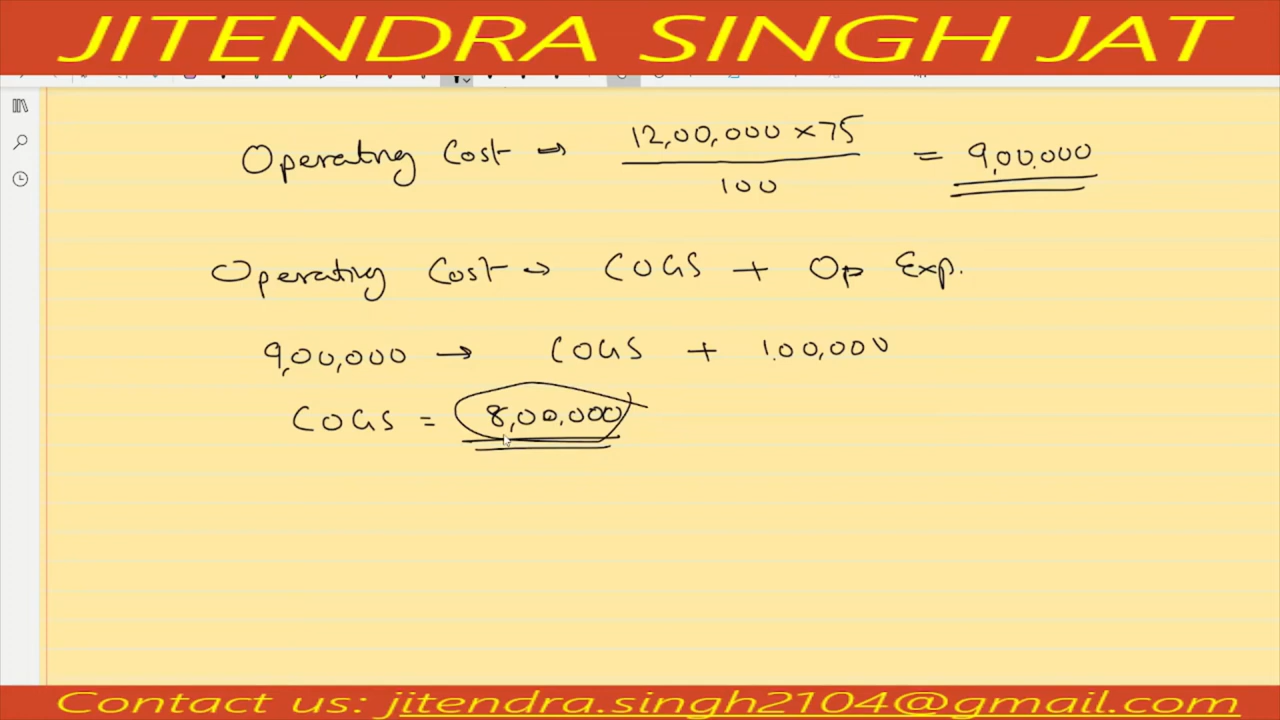 JITENDRA SINGH JAT
Operating Cost → 12,00,000 × 75 / 100 = 9,00,000
Operating Cost → COGS + Op Exp.
9,00,000 → COGS + 1,00,000
COGS = 8,00,000
Contact us: jitendra.singh2104@gmail.com